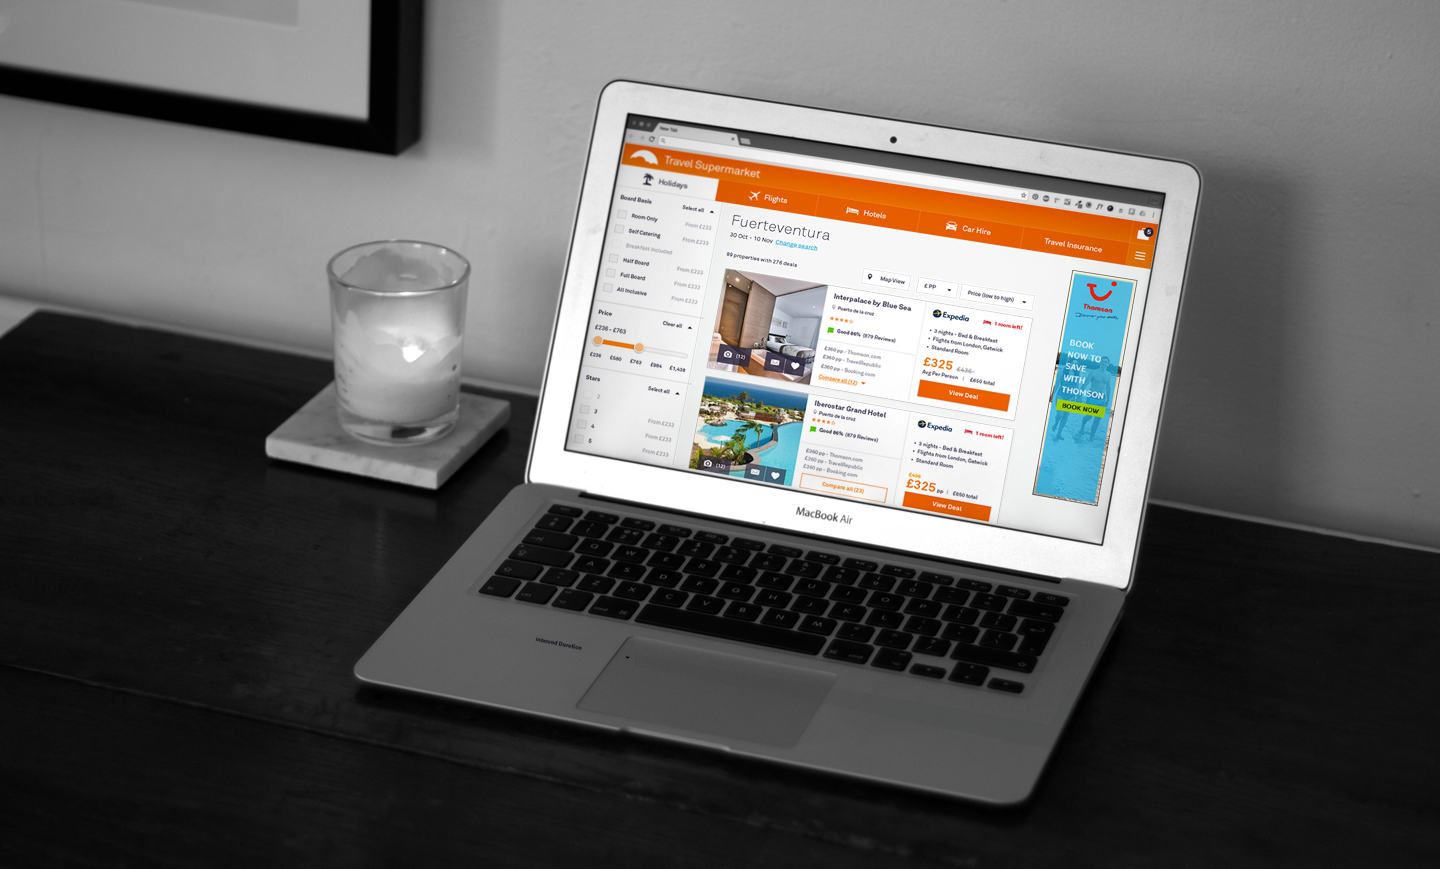 New Tab
Travel Supermarket
Holidays
Flights
Hotels
Car Hire
Travel Insurance
5
Board Basis
Select all
Room Only
From £233
Self Catering
From £233
Breakfast Included
Half Board
From £233
Full Board
From £233
All Inclusive
From £233
Price
Clear all
£236 - £763
£236
£580
£763
£984
£1,428
Stars
Select all
2
3
From £233
4
From £233
5
From £233
Fuerteventura
30 Oct - 10 Nov Change search
89 properties with 276 deals
Map View
£ PP
Price (low to high)
(12)
Interpalace by Blue Sea
Puerto de la cruz
Good 86% (879 Reviews)
£360 pp - Thomson.com
£360 pp - TravelRepublic
£360 pp - Booking.com
Compare all (12)
Expedia
1 room left!
3 nights - Bed & Breakfast
Flights from London, Gatwick
Standard Room
£325 £435
Avg Per Person | £650 total
View Deal
(12)
Iberostar Grand Hotel
Puerto de la cruz
Good 86% (879 Reviews)
£360 pp - Thomson.com
£360 pp - TravelRepublic
£360 pp - Booking.com
Compare all (23)
Expedia
1 room left!
3 nights - Bed & Breakfast
Flights from London, Gatwick
Standard Room
£325 pp | £650 total
View Deal
Thomson
BOOK
NOW TO
SAVE
WITH
THOMSON
BOOK NOW
MacBook Air
Q W E R T Y U I O P
A S D F G H J K L
Z X C V B N M
Inbound Duration